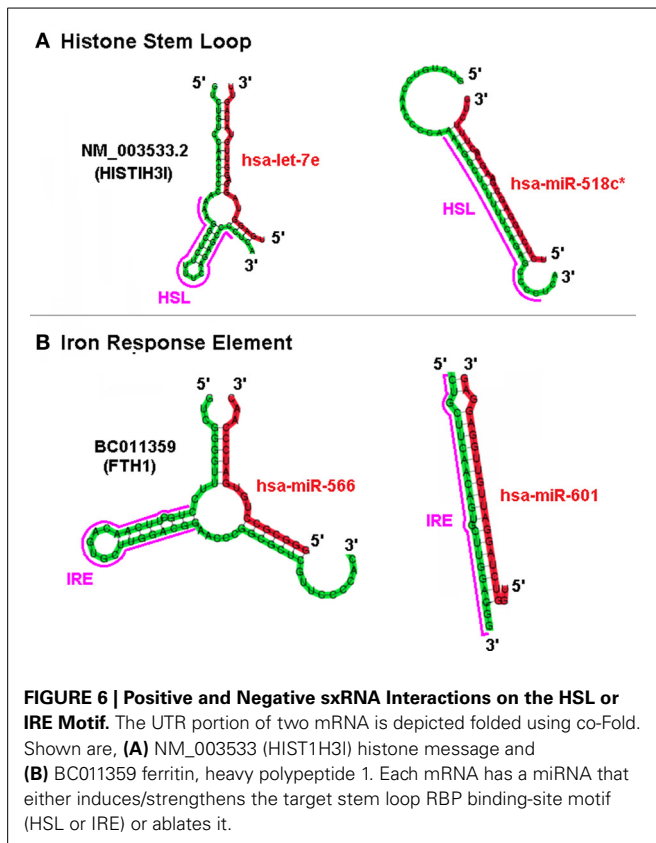 A Histone Stem Loop
5' 3'
NM_003533.2
(HISTIH3I)
hsa-let-7e
5'
3'
HSL
5'
3'
hsa-miR-518c*
HSL
5'
3'
B Iron Response Element
5' 3'
BC011359
(FTH1)
hsa-miR-566
5'
3'
IRE
5' 3'
hsa-miR-601
IRE
5'
3'
FIGURE 6 | Positive and Negative sxRNA Interactions on the HSL or
IRE Motif. The UTR portion of two mRNA is depicted folded using co-Fold.
Shown are, (A) NM_003533 (HIST1H3I) histone message and
(B) BC011359 ferritin, heavy polypeptide 1. Each mRNA has a miRNA that
either induces/strengthens the target stem loop RBP binding-site motif
(HSL or IRE) or ablates it.